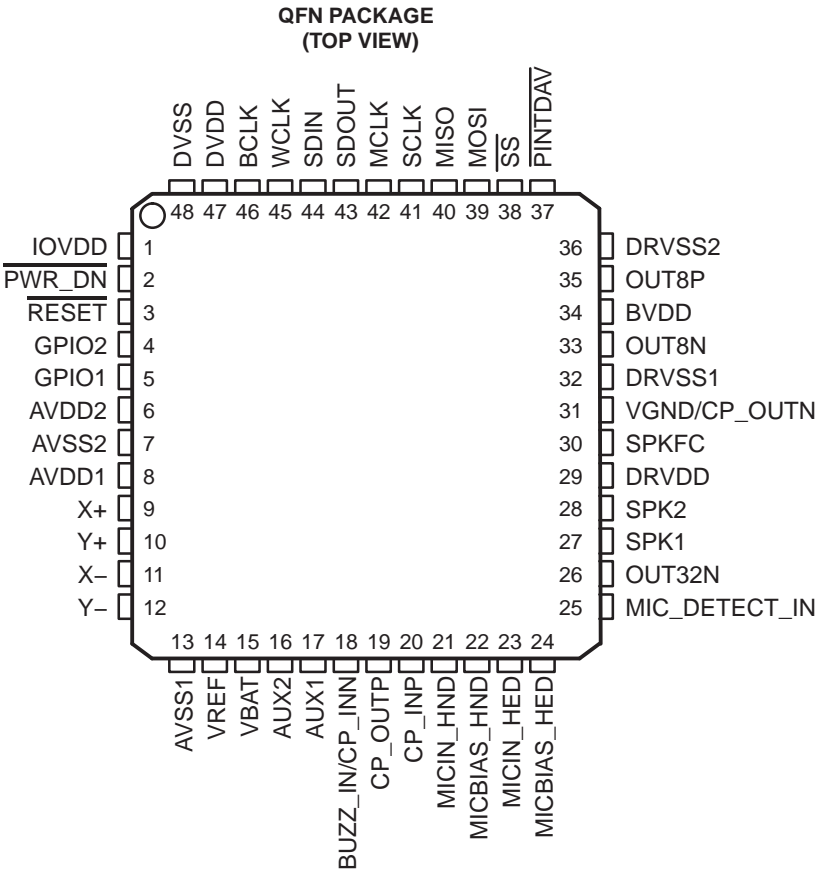 QFN PACKAGE
(TOP VIEW)
DVSS
DVDD
BCLK
WCLK
SDIN
SDOUT
MCLK
SCLK
MISO
MOSI
SS
PINTDAV
48 47 46 45 44 43 42 41 40 39 38 37
IOVDD 1
PWR_DN 2
RESET 3
GPIO2 4
GPIO1 5
AVDD2 6
AVSS2 7
AVDD1 8
X+ 9
Y+ 10
X− 11
Y− 12
36 DRVSS2
35 OUT8P
34 BVDD
33 OUT8N
32 DRVSS1
31 VGND/CP_OUTN
30 SPKFC
29 DRVDD
28 SPK2
27 SPK1
26 OUT32N
25 MIC_DETECT_IN
13 14 15 16 17 18 19 20 21 22 23 24
AVSS1
VREF
VBAT
AUX2
AUX1
BUZZ_IN/CP_INN
CP_OUTP
CP_INP
MICIN_HND
MICBIAS_HND
MICIN_HED
MICBIAS_HED